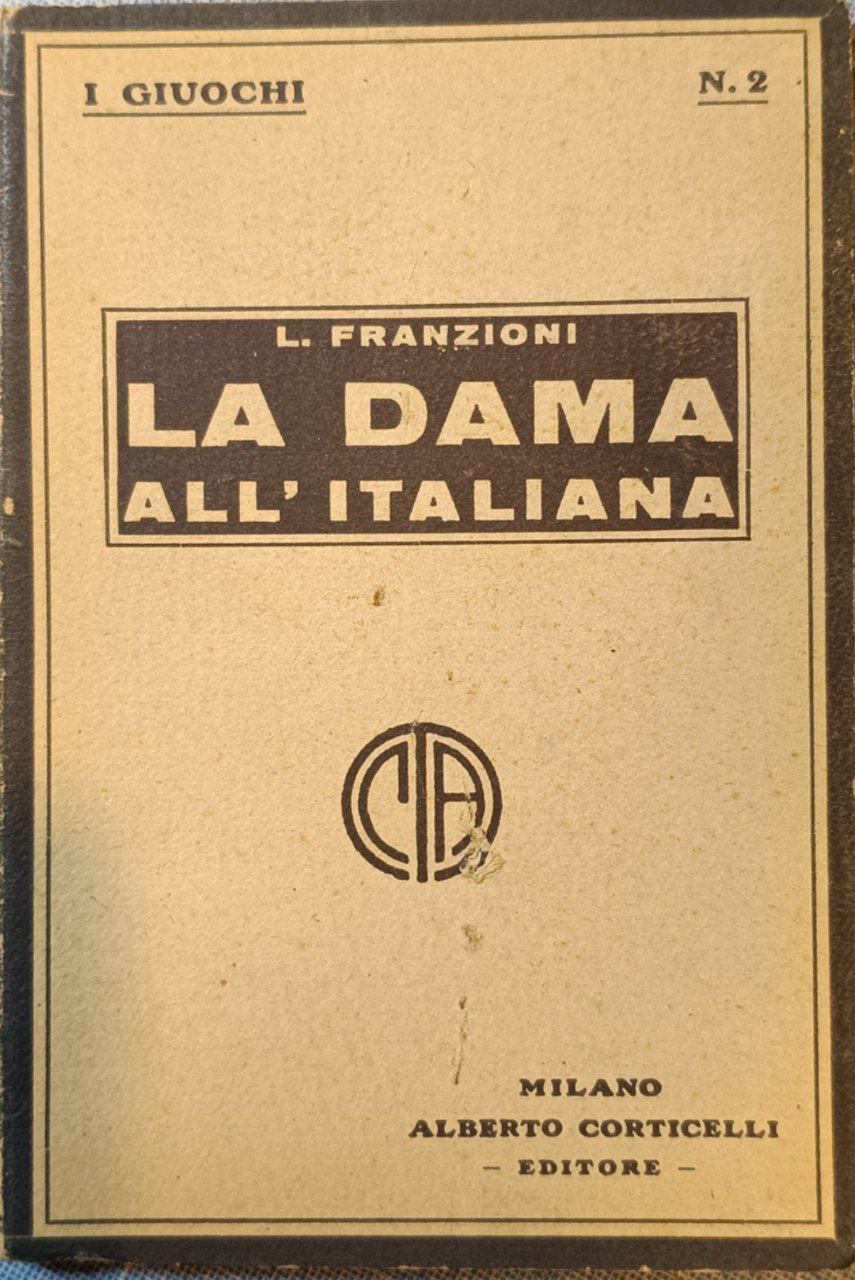 I GIUOCHI
N. 2
L. FRANZIONI
LA DAMA
ALL' ITALIANA
MILANO
ALBERTO CORTICELLI
– EDITORE –